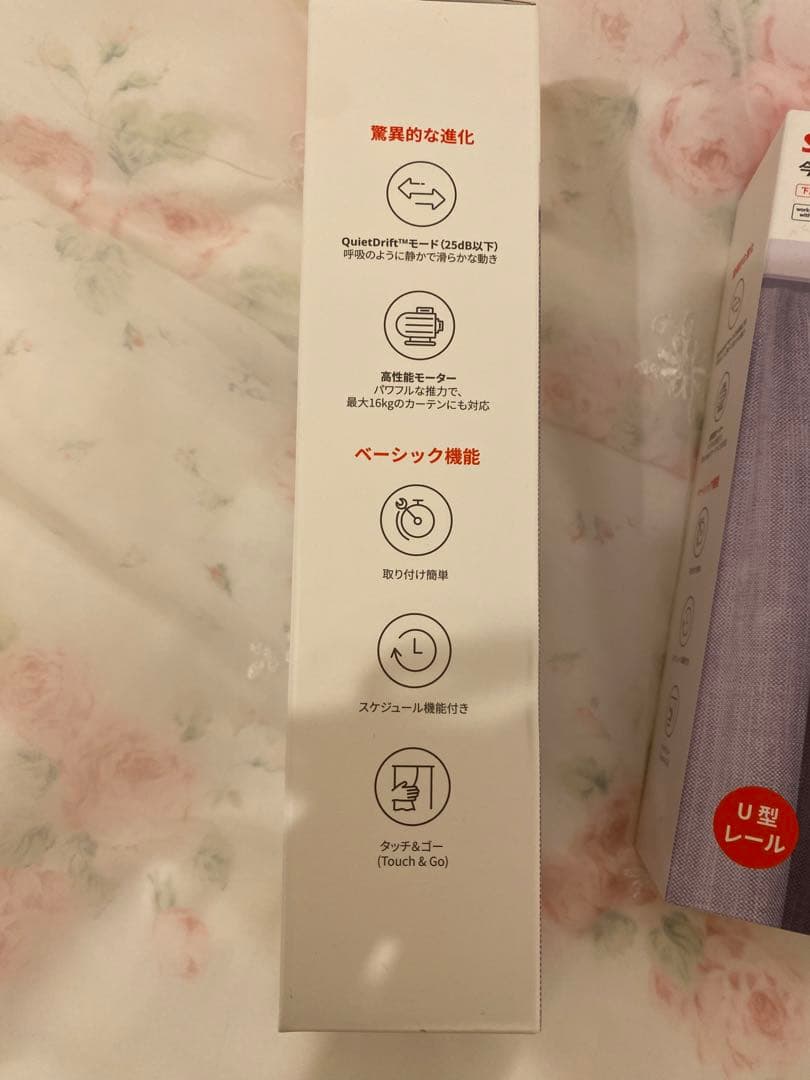 驚異的な進化
QuietDrift™モード(25dB以下)
呼吸のように静かで滑らかな動き
高性能モーター
パワフルな推力で、
最大16kgのカーテンにも対応
ベーシック機能
取り付け簡単
スケジュール機能付き
タッチ&ゴー
(Touch & Go)
U型
レール